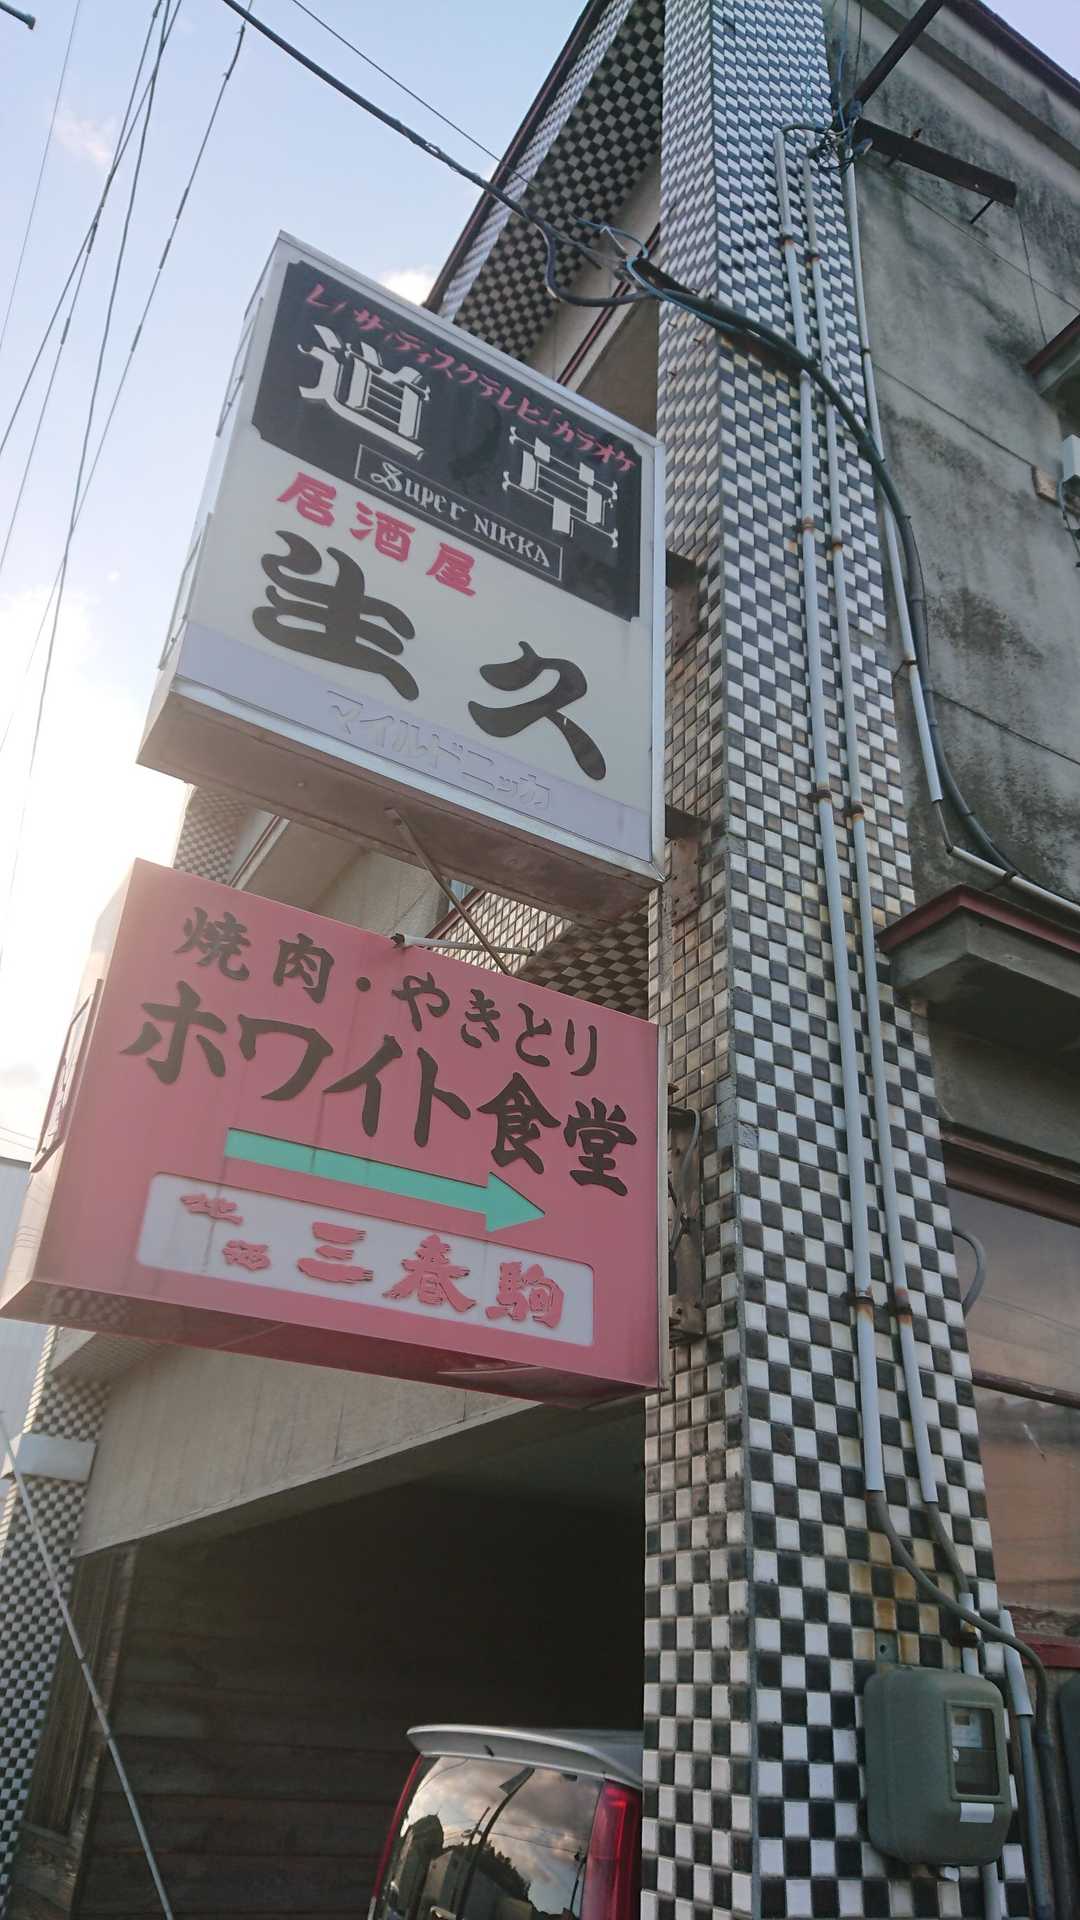 レーザーディスクテレビカラオケ
道草
Super NIKKA
居酒屋
生久
マイルドニッカ
焼肉・やきとり
ホワイト食堂
地酒 三春駒